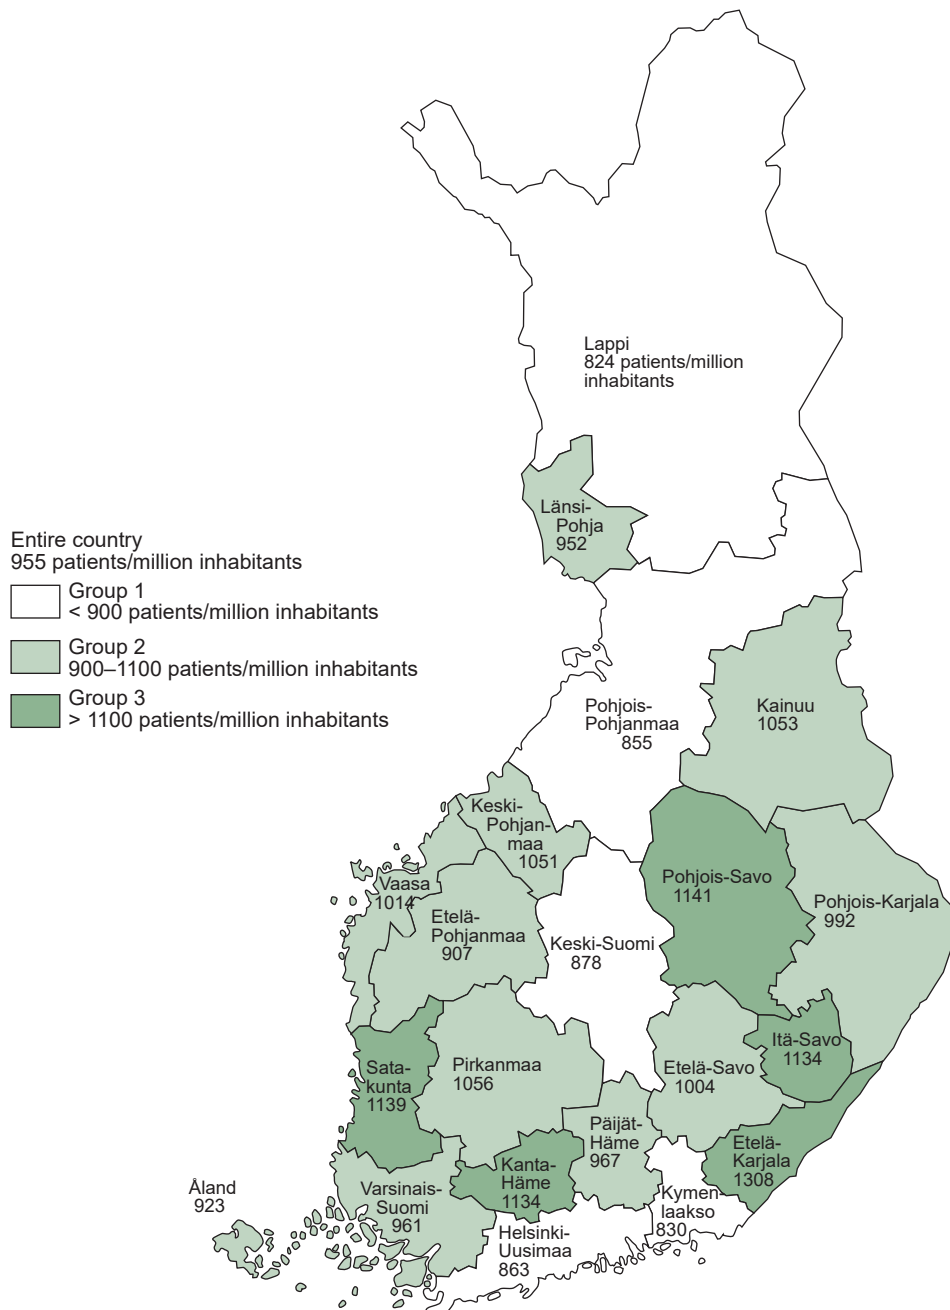 Lappi
824 patients/million
inhabitants
Länsi-
Pohja
952
Entire country
955 patients/million inhabitants
Group 1
< 900 patients/million inhabitants
Group 2
900–1100 patients/million inhabitants
Group 3
> 1100 patients/million inhabitants
Pohjois-
Pohjanmaa
855
Kainuu
1053
Keski-
Pohjan-
maa
1051
Vaasa
1014
Etelä-
Pohjanmaa
907
Keski-Suomi
878
Pohjois-Savo
1141
Pohjois-Karjala
992
Sata-
kunta
1139
Pirkanmaa
1056
Etelä-Savo
1004
Itä-Savo
1134
Päijät-
Häme
967
Etelä-
Karjala
1308
Kanta-
Häme
1134
Åland
923
Varsinais-
Suomi
961
Kymen-
laakso
830
Helsinki-
Uusimaa
863